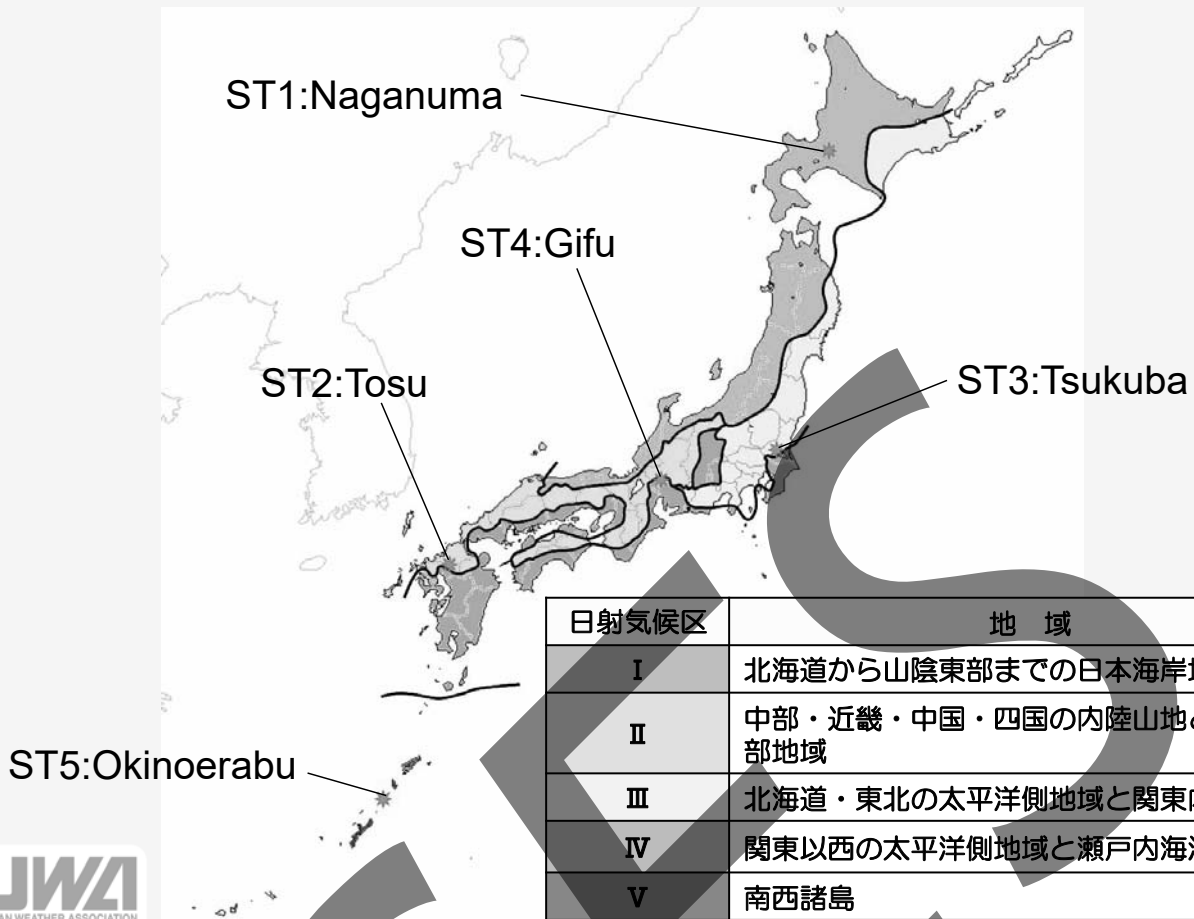 ST1:Naganuma
ST4:Gifu
ST2:Tosu
ST3:Tsukuba
ST5:Okinoerabu
日射気候区 地 域
I 北海道から山陰東部までの日本海岸
II 中部・近畿・中国・四国の内陸山地
部地域
III 北海道・東北の太平洋側地域と関東
IV 関東以西の太平洋側地域と瀬戸内海
V 南西諸島
JWA
WEATHER ASSOCIATION